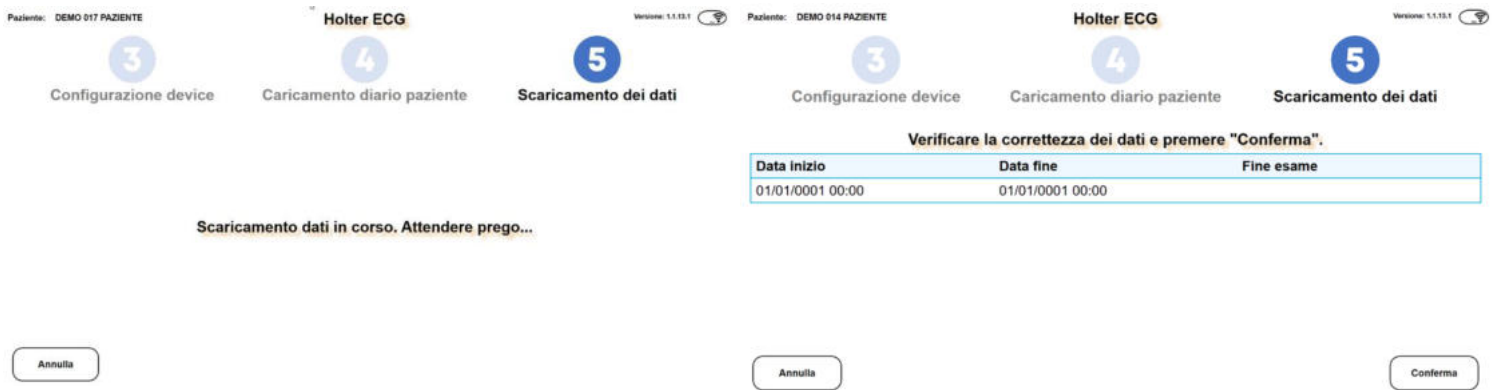 Paziente: DEMO 017 PAZIENTE
Holter ECG
Versione: 1.1.13.1
3
4
5
Configurazione device
Caricamento diario paziente
Scaricamento dei dati
Scaricamento dati in corso. Attendere prego...
Annulla
Paziente: DEMO 014 PAZIENTE
Holter ECG
Versione: 1.1.13.1
3
4
5
Configurazione device
Caricamento diario paziente
Scaricamento dei dati
Verificare la correttezza dei dati e premere "Conferma".
Data inizio Data fine Fine esame
01/01/0001 00:00 01/01/0001 00:00
Annulla
Conferma